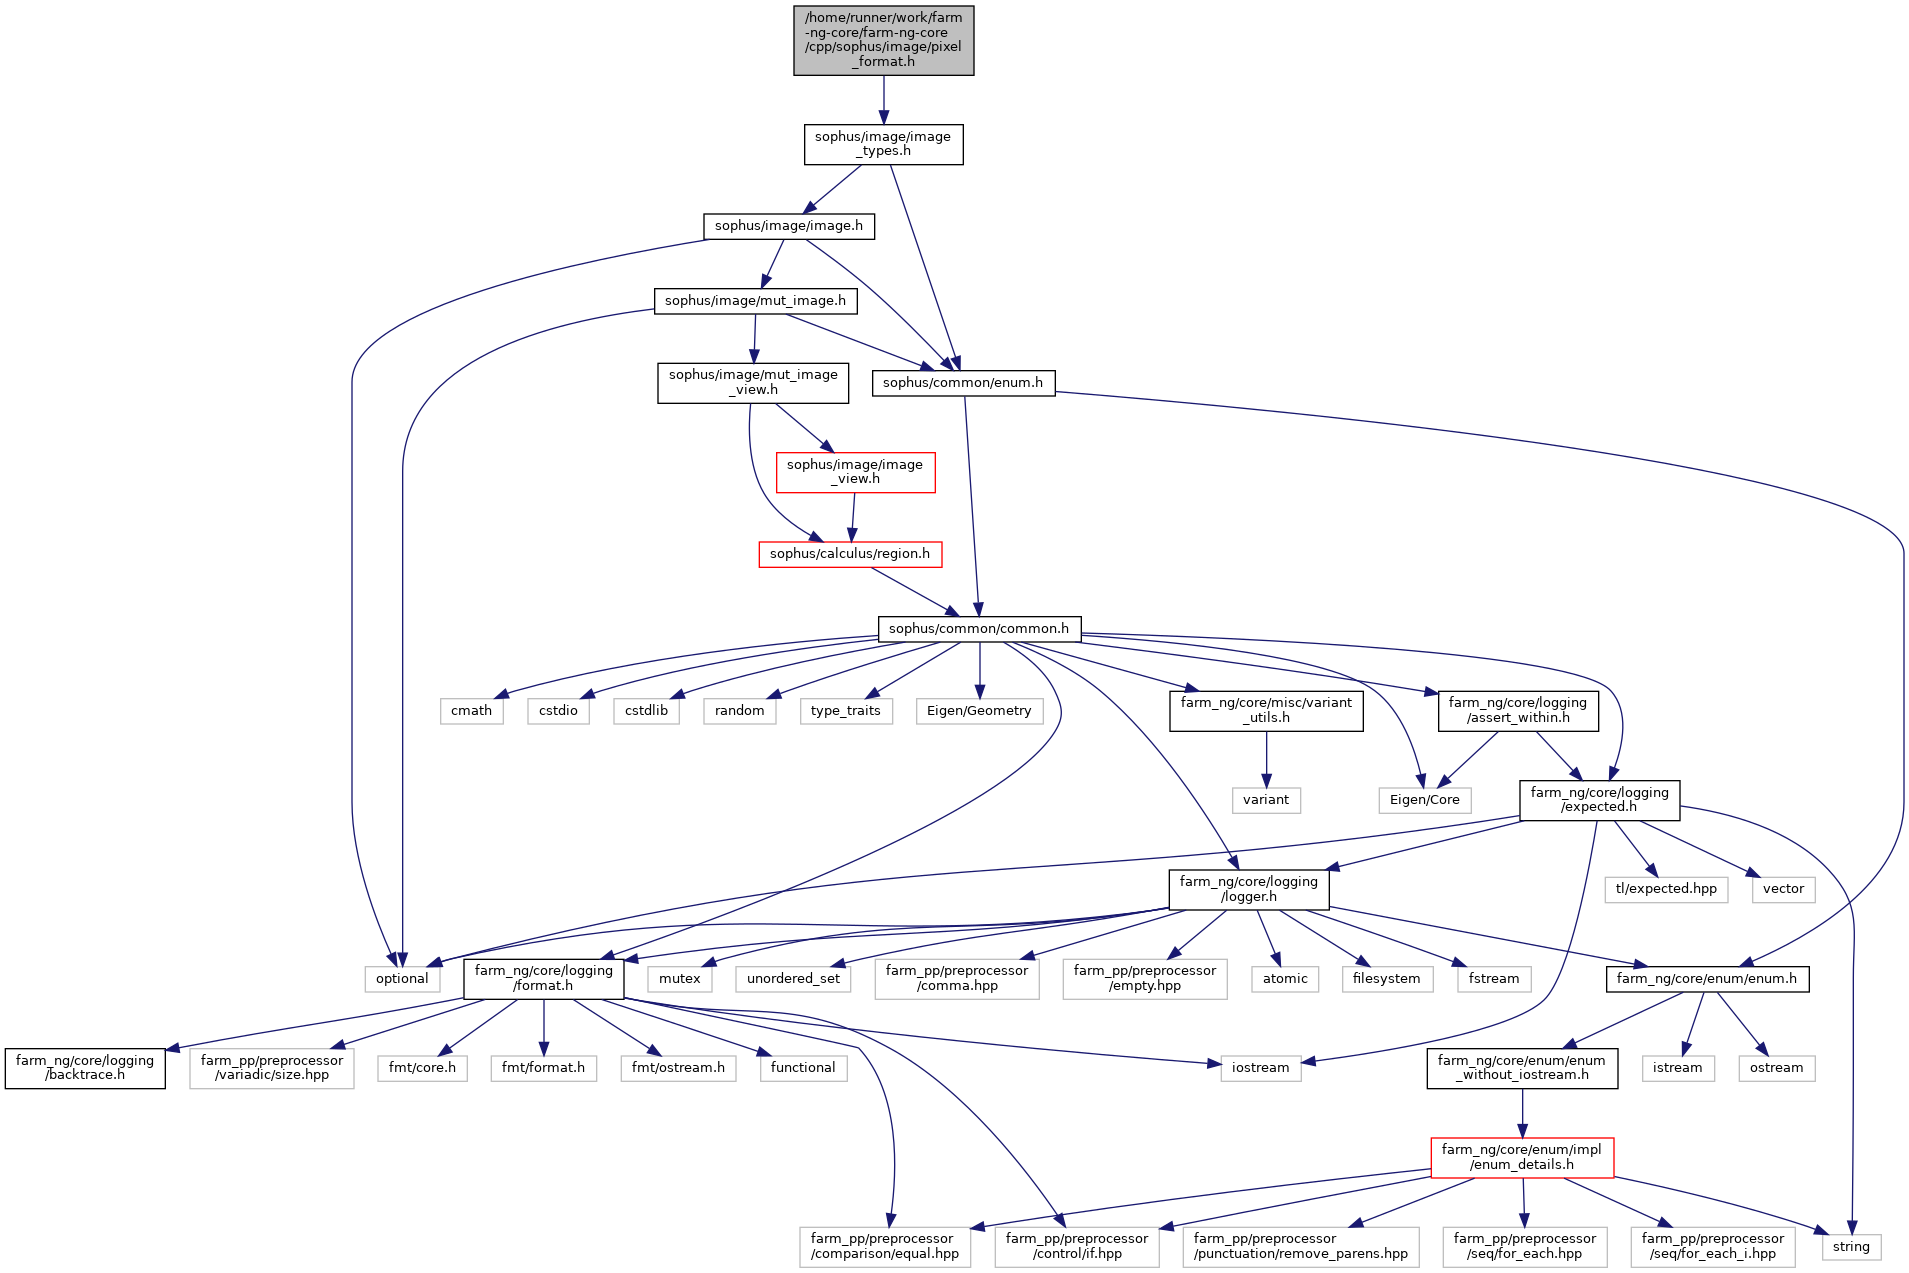 /home/runner/work/farm
-ng-core/farm-ng-core
/cpp/sophus/image/pixel
_format.h
sophus/image/image
_types.h
sophus/image/image.h
sophus/image/mut_image.h
sophus/image/mut_image
_view.h
sophus/common/enum.h
sophus/image/image
_view.h
sophus/calculus/region.h
sophus/common/common.h
cmath
cstdio
cstdlib
random
type_traits
Eigen/Geometry
farm_ng/core/misc/variant
_utils.h
farm_ng/core/logging
/assert_within.h
variant
Eigen/Core
farm_ng/core/logging
/expected.h
farm_ng/core/logging
/logger.h
tl/expected.hpp
vector
optional
farm_ng/core/logging
/format.h
mutex
unordered_set
farm_pp/preprocessor
/comma.hpp
farm_pp/preprocessor
/empty.hpp
atomic
filesystem
fstream
farm_ng/core/enum/enum.h
farm_ng/core/logging
/backtrace.h
farm_pp/preprocessor
/variadic/size.hpp
fmt/core.h
fmt/format.h
fmt/ostream.h
functional
iostream
farm_ng/core/enum/enum
_without_iostream.h
istream
ostream
farm_ng/core/enum/impl
/enum_details.h
farm_pp/preprocessor
/comparison/equal.hpp
farm_pp/preprocessor
/control/if.hpp
farm_pp/preprocessor
/punctuation/remove_parens.hpp
farm_pp/preprocessor
/seq/for_each.hpp
farm_pp/preprocessor
/seq/for_each_i.hpp
string